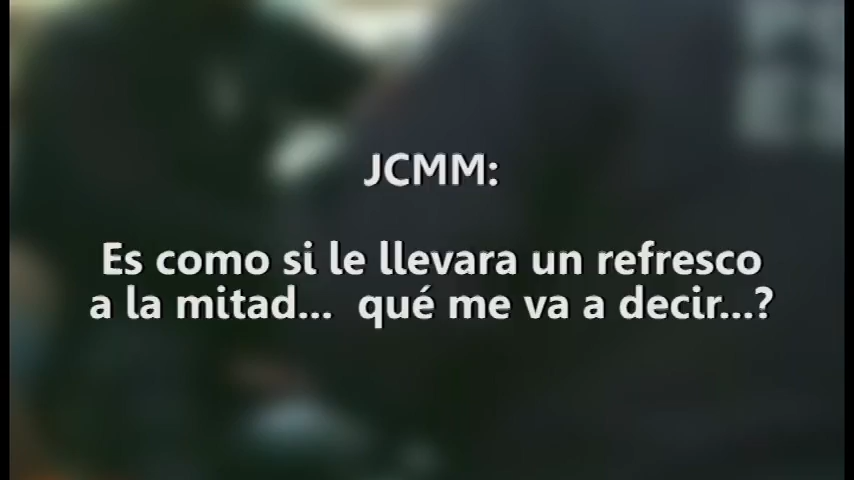 JCMM:
Es como si le llevara un refresco
a la mitad... qué me va a decir...?